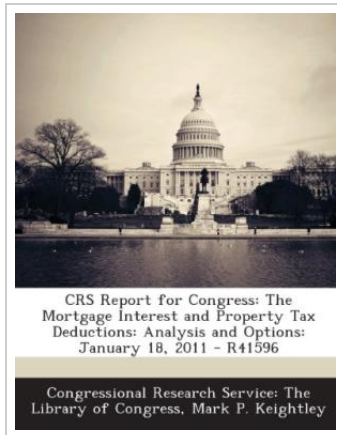 CRS Report for Congress: The
Mortgage Interest and Property Tax
Deductions: Analysis and Options:
January 18, 2011 - R41596
Congressional Research Service: The
Library of Congress, Mark P. Keightley